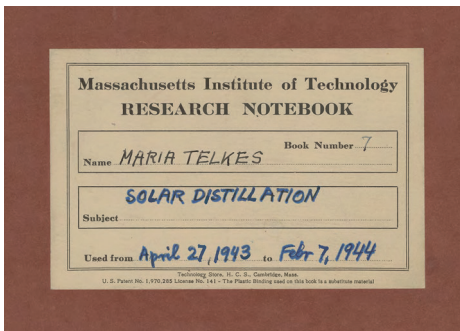 Massachusetts Institute of Technology
RESEARCH NOTEBOOK
Book Number 7
Name MARIA TELKES
SOLAR DISTILLATION
Subject
Used from April 27, 1943 to Febr 7, 1944
Technology Store, H. C. S., Cambridge, Mass.
U. S. Patent No. 1,970,285 License No. 141 - The Plastic Binding used on this book is a substitute material